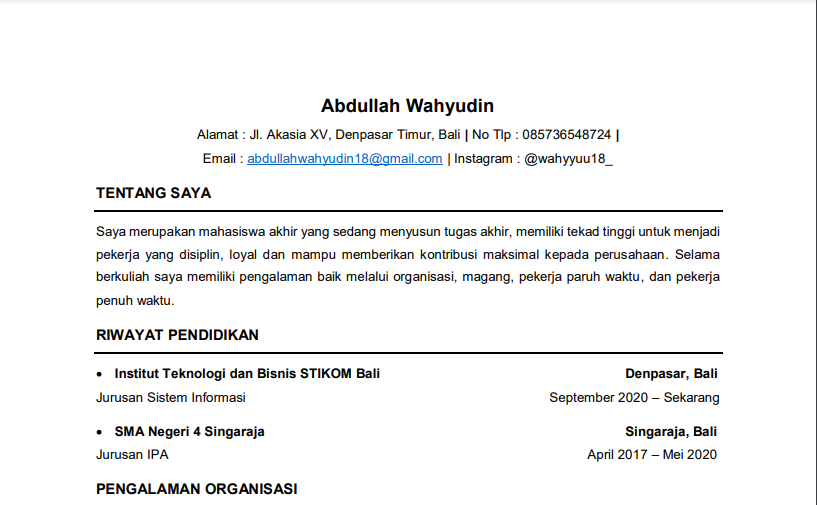 Abdullah Wahyudin
Alamat : Jl. Akasia XV, Denpasar Timur, Bali | No Tlp : 085736548724 |
Email : abdullahwahyudin18@gmail.com | Instagram : @wahyyuu18_
TENTANG SAYA
Saya merupakan mahasiswa akhir yang sedang menyusun tugas akhir, memiliki tekad tinggi untuk menjadi
pekerja yang disiplin, loyal dan mampu memberikan kontribusi maksimal kepada perusahaan. Selama
berkuliah saya memiliki pengalaman baik melalui organisasi, magang, pekerja paruh waktu, dan pekerja
penuh waktu.
RIWAYAT PENDIDIKAN
• Institut Teknologi dan Bisnis STIKOM Bali Denpasar, Bali
Jurusan Sistem Informasi September 2020 – Sekarang
• SMA Negeri 4 Singaraja Singaraja, Bali
Jurusan IPA April 2017 – Mei 2020
PENGALAMAN ORGANISASI